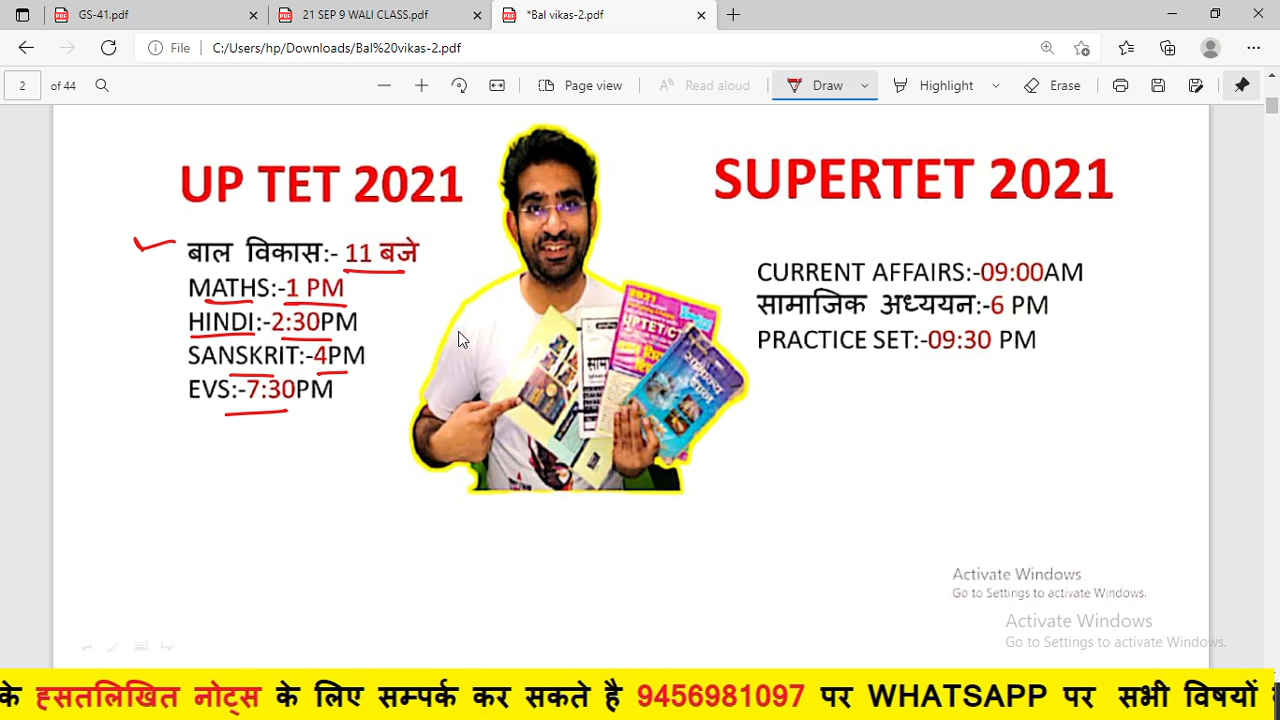 GS-41.pdf
21 SEP 9 WALI CLASS.pdf
*Bal vikas-2.pdf
File C:/Users/hp/Downloads/Bal%20vikas-2.pdf
2 of 44 Page view Read aloud Draw Highlight Erase
UP TET 2021
बाल विकास:- 11 बजे
MATHS:-1 PM
HINDI:-2:30PM
SANSKRIT:-4PM
EVS:-7:30PM
SUPERTET 2021
CURRENT AFFAIRS:-09:00AM
सामाजिक अध्ययन:-6 PM
PRACTICE SET:-09:30 PM
2021
UPTET/CT
Activate Windows
Go to Settings to activate Windows.
Activate Windows
Go to Settings to activate Windows.
के ह्सतलिखित नोट्स के लिए सम्पर्क कर सकते है 9456981097 पर WHATSAPP पर सभी विषयों